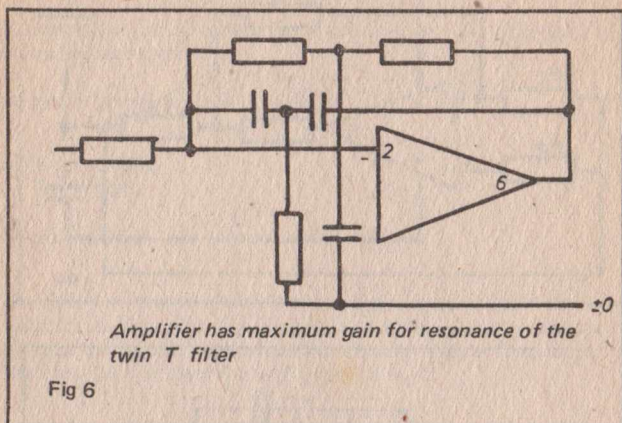 2
-
6
±0
Amplifier has maximum gain for resonance of the
twin T filter
Fig 6